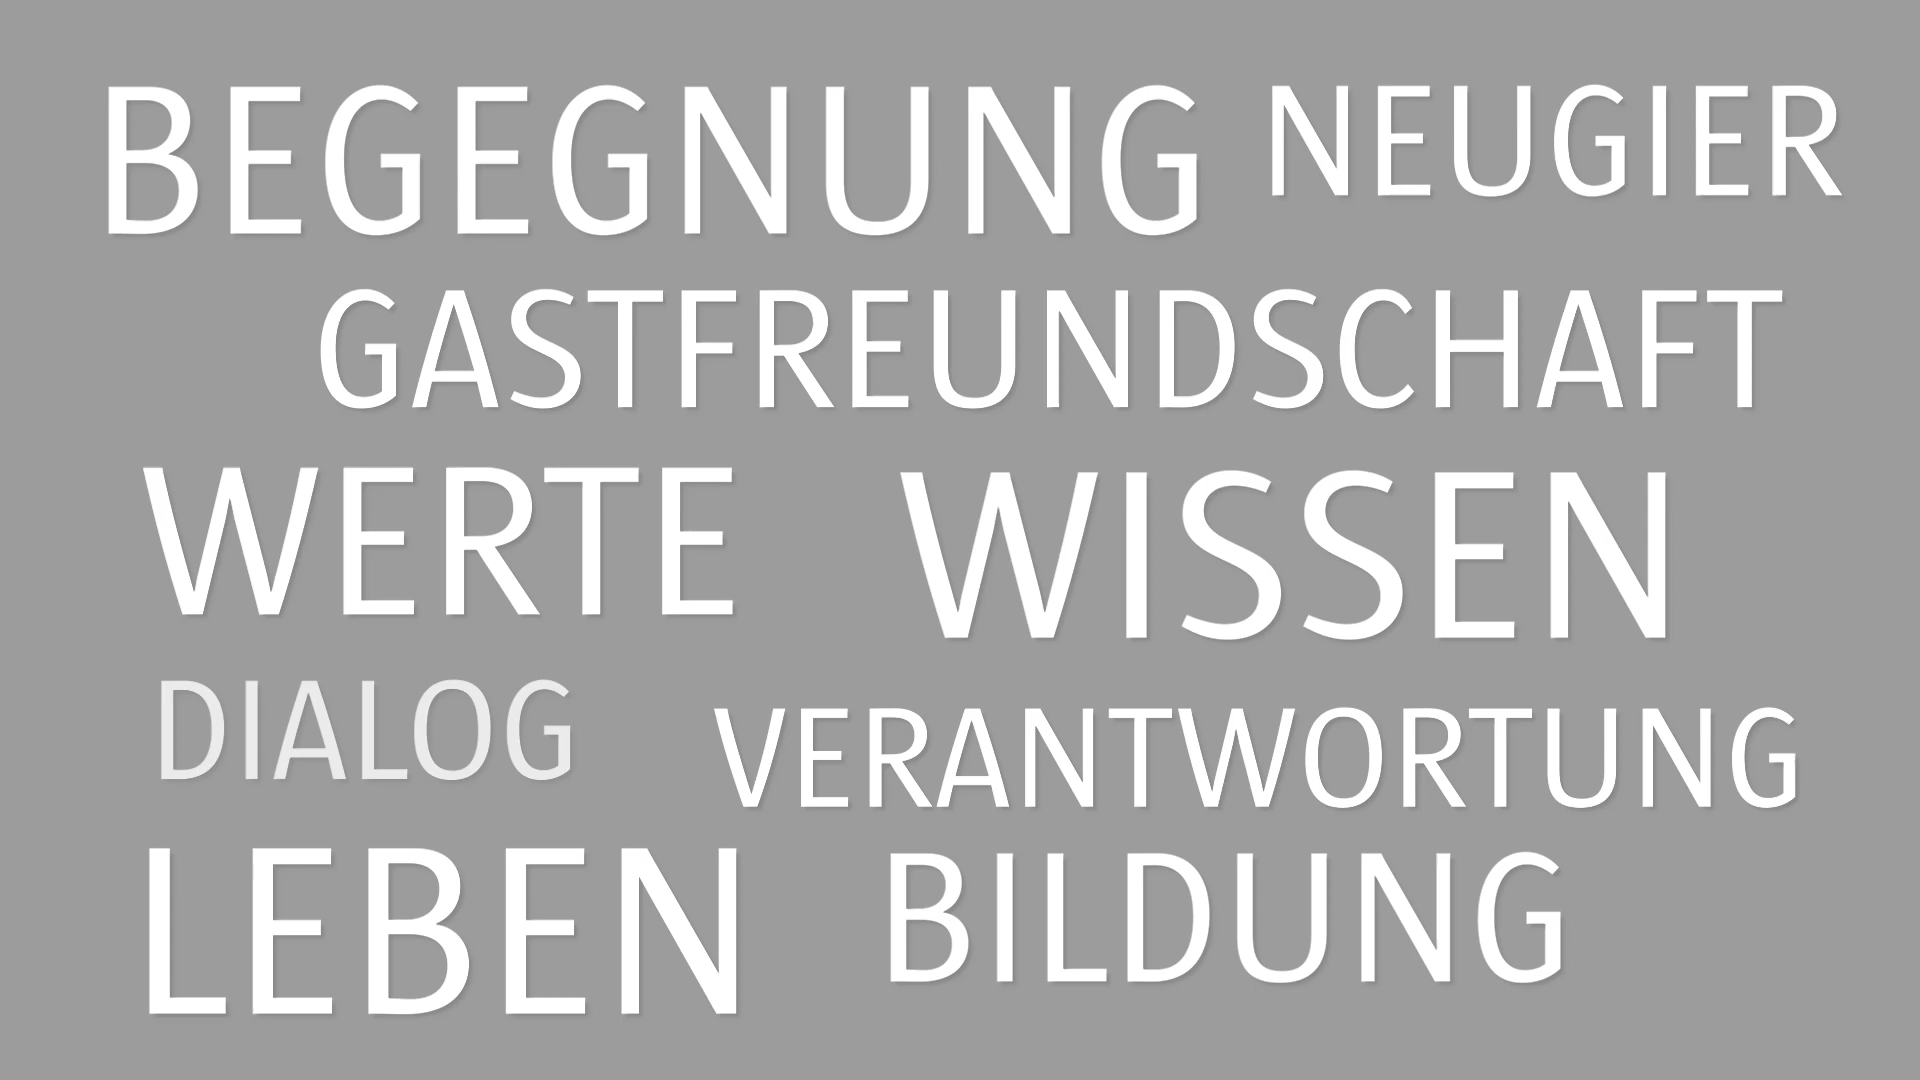 BEGEGNUNG NEUGIER
GASTFREUNDSCHAFT
WERTE WISSEN
DIALOG VERANTWORTUNG
LEBEN BILDUNG